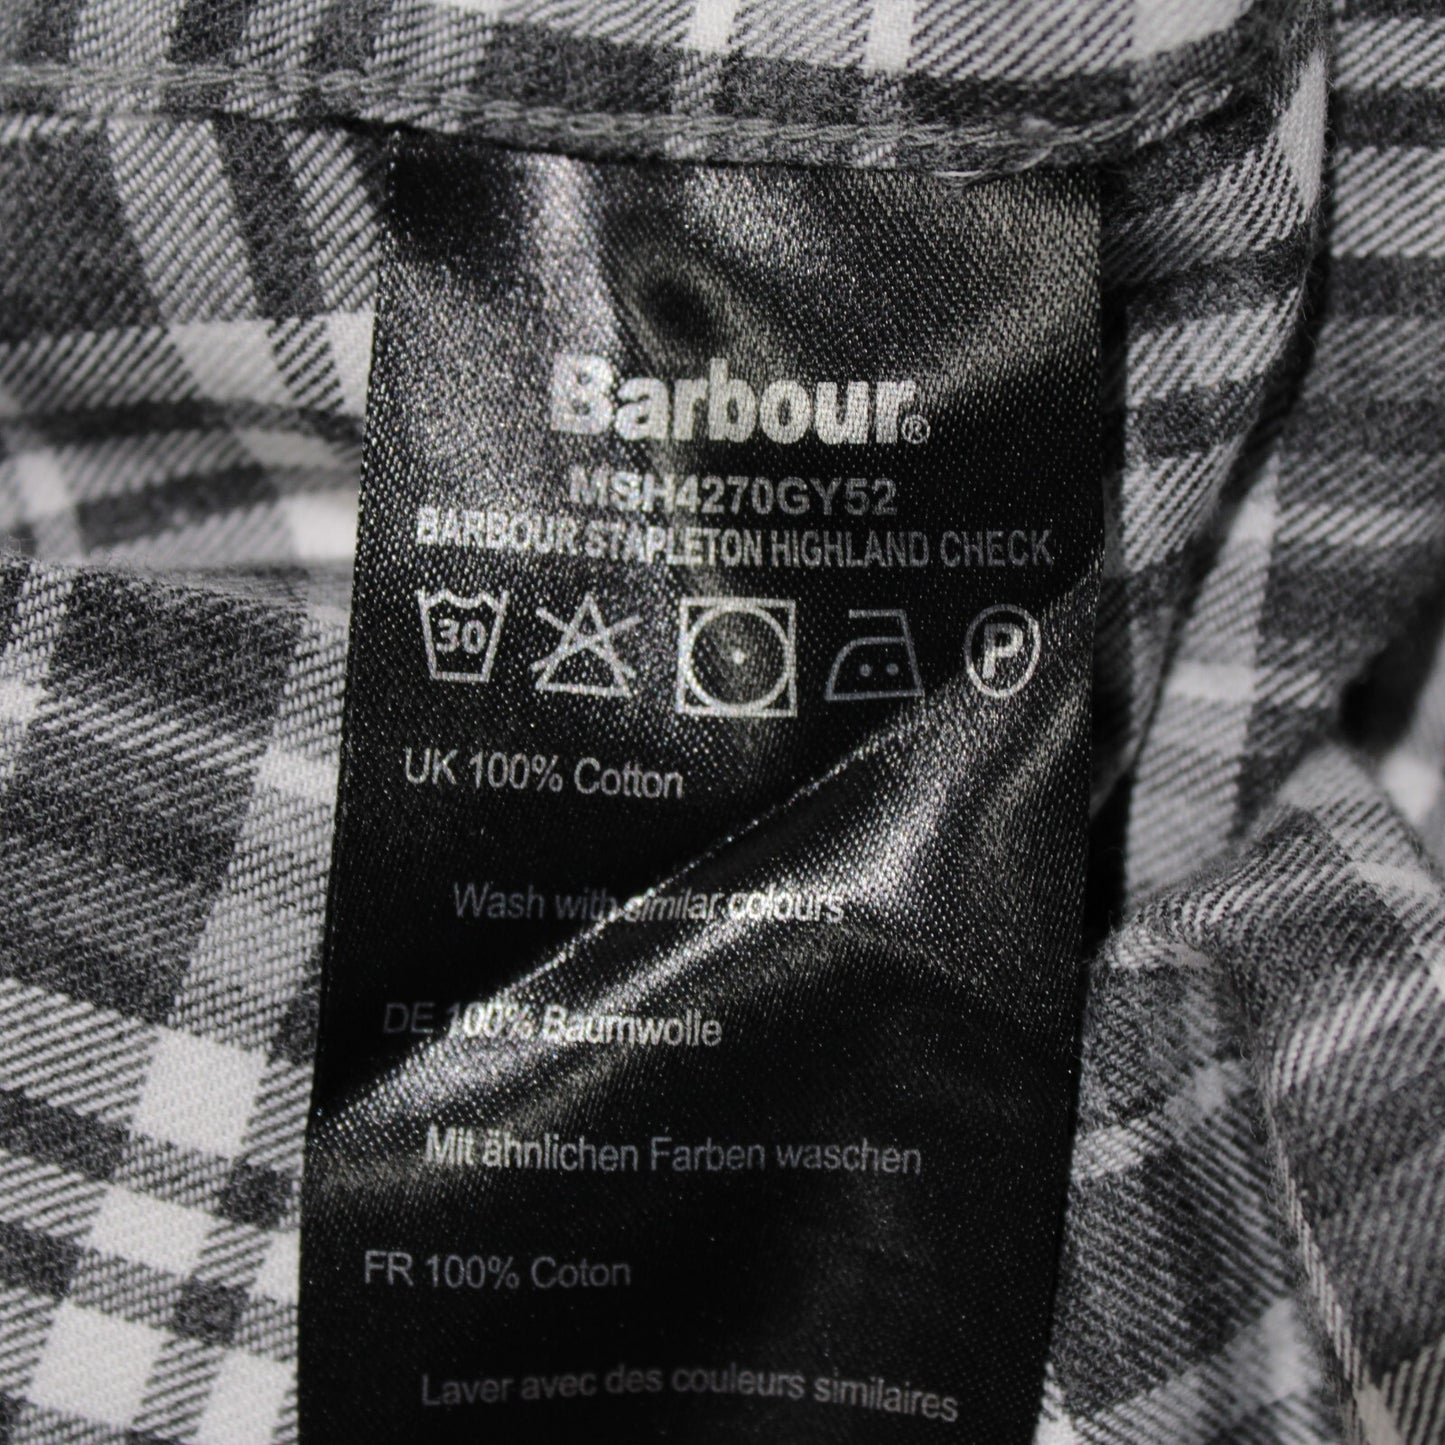 Barbour®
MSH4270GY52
BARBOUR STAPLETON HIGHLAND CHECK
30 P
UK 100% Cotton
Wash with similar colours
DE 100% Baumwolle
Mit ähnlichen Farben waschen
FR 100% Coton
Laver avec des couleurs similaires